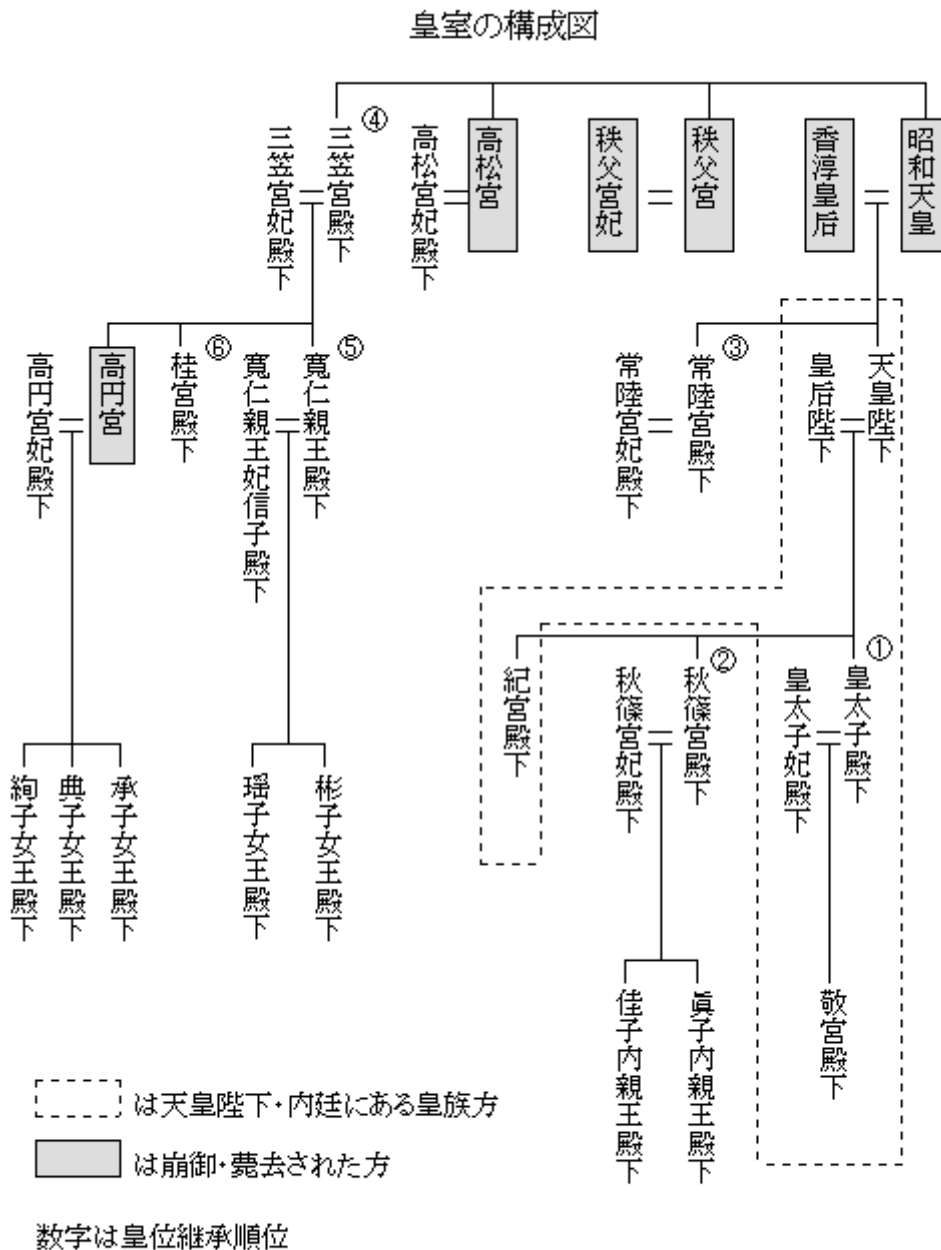 皇室の構成図
昭和天皇
香淳皇后
秩父宮
秩父宮妃
高松宮
高松宮妃殿下
④
三笠宮殿下
三笠宮妃殿下
天皇陛下
皇后陛下
③
常陸宮殿下
常陸宮妃殿下
⑤
寛仁親王殿下
寛仁親王妃信子殿下
⑥
桂宮殿下
高円宮
高円宮妃殿下
①
皇太子殿下
皇太子妃殿下
②
秋篠宮殿下
秋篠宮妃殿下
紀宮殿下
彬子女王殿下
瑶子女王殿下
承子女王殿下
典子女王殿下
絢子女王殿下
敬宮殿下
眞子内親王殿下
佳子内親王殿下
は天皇陛下・内廷にある皇族方
は崩御・薨去された方
数字は皇位継承順位